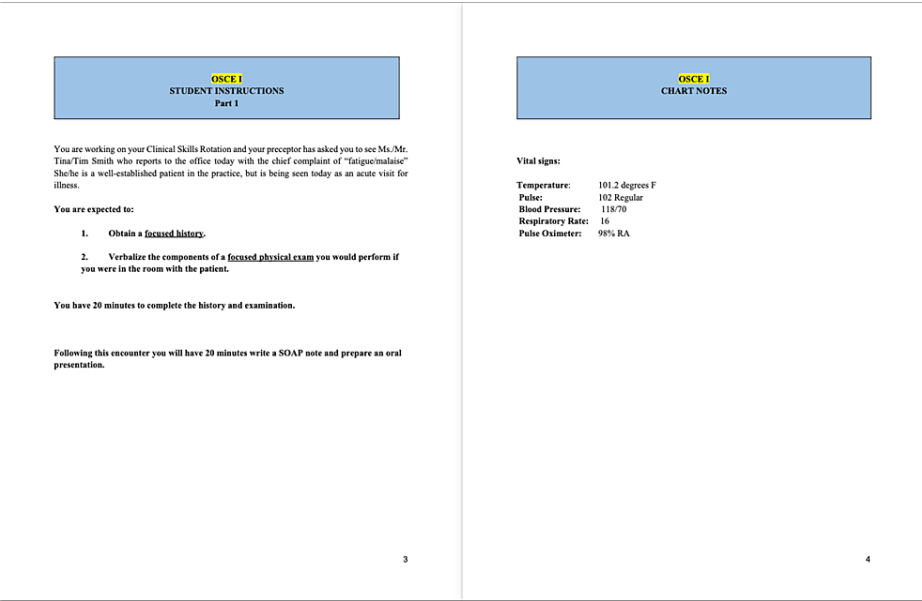 OSCE I
STUDENT INSTRUCTIONS
Part 1
You are working on your Clinical Skills Rotation and your preceptor has asked you to see Ms./Mr.
Tina/Tim Smith who reports to the office today with the chief complaint of “fatigue/malaise”
She/he is a well-established patient in the practice, but is being seen today as an acute visit for
illness.
You are expected to:
1. Obtain a focused history.
2. Verbalize the components of a focused physical exam you would perform if
you were in the room with the patient.
You have 20 minutes to complete the history and examination.
Following this encounter you will have 20 minutes write a SOAP note and prepare an oral
presentation.
3
OSCE I
CHART NOTES
Vital signs:
Temperature: 101.2 degrees F
Pulse: 102 Regular
Blood Pressure: 118/70
Respiratory Rate: 16
Pulse Oximeter: 98% RA
4